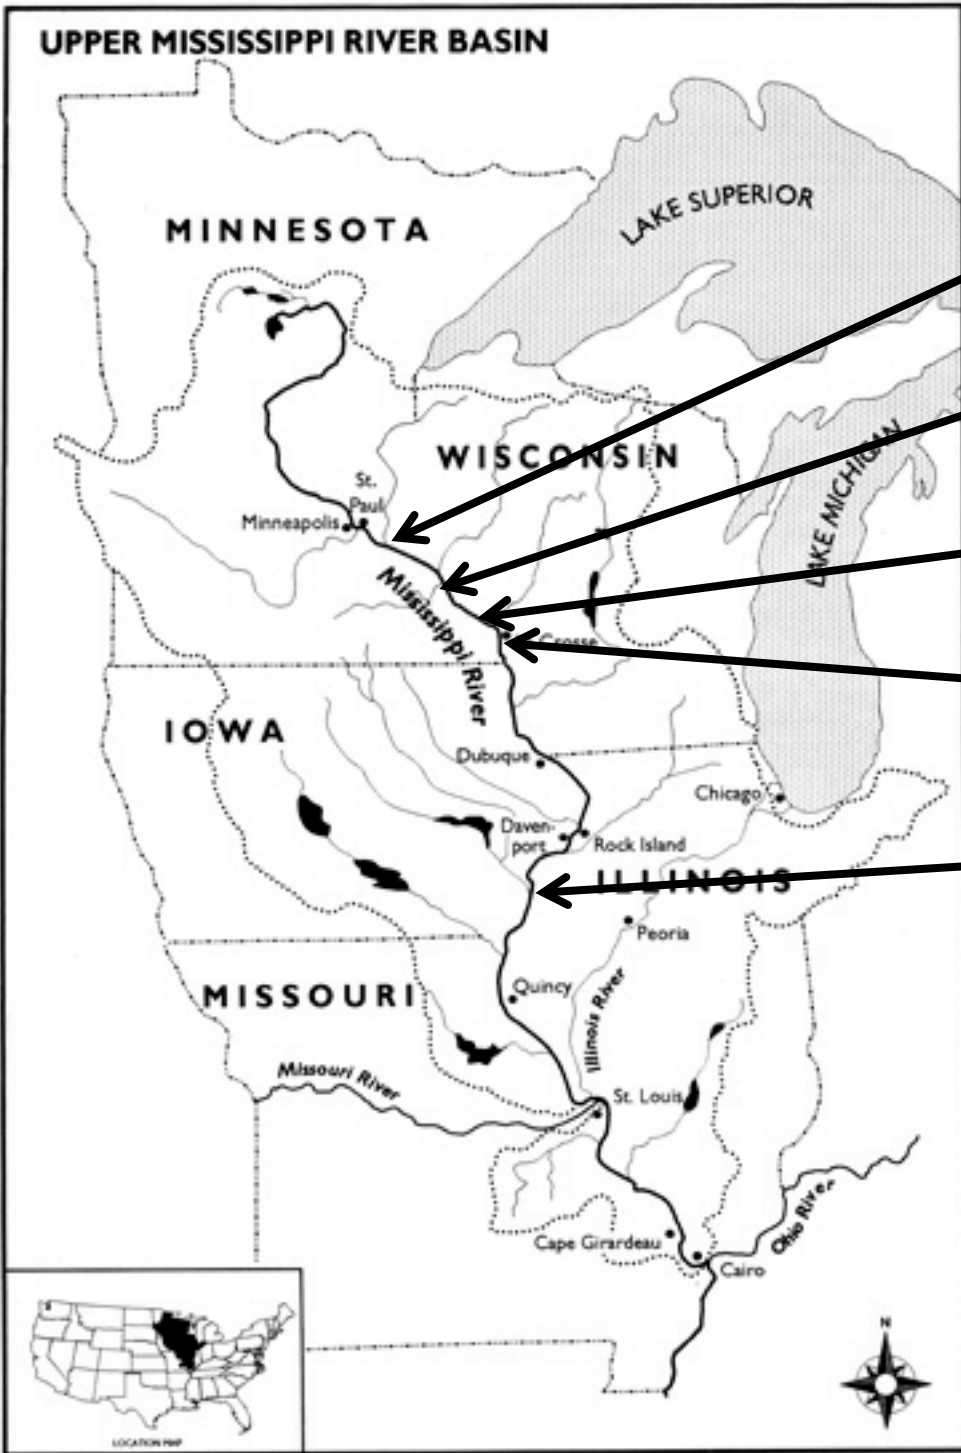 UPPER MISSISSIPPI RIVER BASIN
LAKE SUPERIOR
MINNESOTA
WISCONSIN
LAKE MICHIGAN
St.
Paul
Minneapolis
Mississippi River
Crosse
IOWA
Dubuque
Chicago
Daven-
port
Rock Island
ILLINOIS
Peoria
MISSOURI
Quincy
Illinois River
Missouri River
St. Louis
Ohio River
Cape Girardeau
Cairo
N
LOCATION MAP